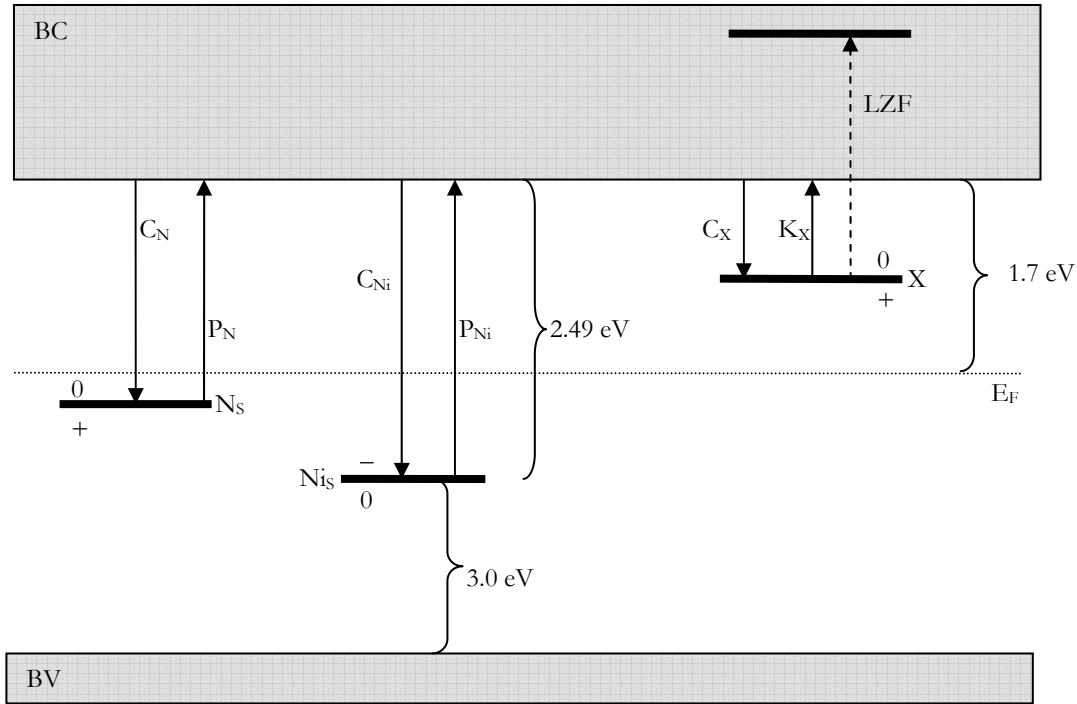 BC
LZF
C_N
C_X
K_X
0
X
+
1.7 eV
C_Ni
P_N
P_Ni
2.49 eV
0
N_S
+
E_F
–
Ni_S
0
3.0 eV
BV